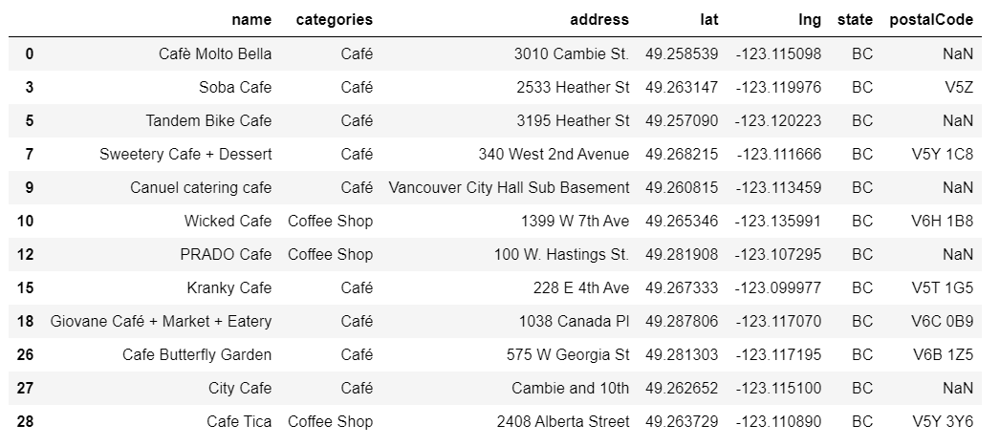 name categories address lat lng state postalCode
0 Cafè Molto Bella Café 3010 Cambie St. 49.258539 -123.115098 BC NaN
3 Soba Cafe Café 2533 Heather St 49.263147 -123.119976 BC V5Z
5 Tandem Bike Cafe Café 3195 Heather St 49.257090 -123.120223 BC NaN
7 Sweetery Cafe + Dessert Café 340 West 2nd Avenue 49.268215 -123.111666 BC V5Y 1C8
9 Canuel catering cafe Café Vancouver City Hall Sub Basement 49.260815 -123.113459 BC NaN
10 Wicked Cafe Coffee Shop 1399 W 7th Ave 49.265346 -123.135991 BC V6H 1B8
12 PRADO Cafe Coffee Shop 100 W. Hastings St. 49.281908 -123.107295 BC NaN
15 Kranky Cafe Café 228 E 4th Ave 49.267333 -123.099977 BC V5T 1G5
18 Giovane Café + Market + Eatery Café 1038 Canada Pl 49.287806 -123.117070 BC V6C 0B9
26 Cafe Butterfly Garden Café 575 W Georgia St 49.281303 -123.117195 BC V6B 1Z5
27 City Cafe Café Cambie and 10th 49.262652 -123.115100 BC NaN
28 Cafe Tica Coffee Shop 2408 Alberta Street 49.263729 -123.110890 BC V5Y 3Y6